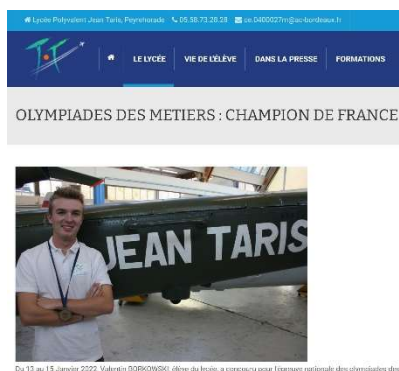 Lycée Polyvalent Jean Taris, Peyrehorade 05.58.73.28.28 ce.0400027m@ac-bordeaux.fr
TJT
LE LYCÉE VIE DE L'ÉLÈVE DANS LA PRESSE FORMATIONS
OLYMPIADES DES METIERS : CHAMPION DE FRANCE
JEAN TARIS
Du 13 au 15 Janvier 2022, Valentin BORKOWSKI, élève du lycée, a concouru pour l'épreuve nationale des olympiades des